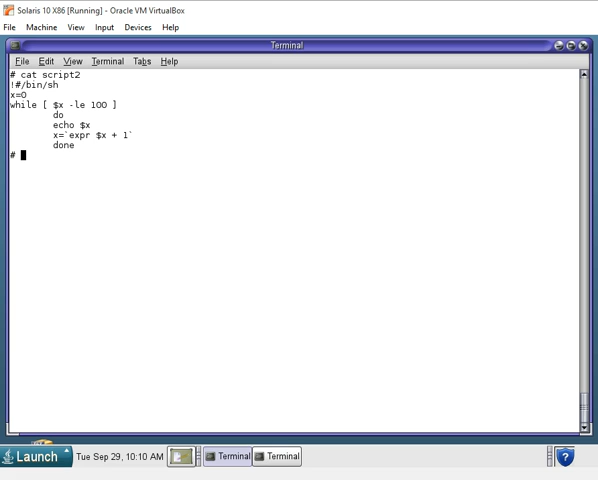 Solaris 10 X86 [Running] - Oracle VM VirtualBox
File Machine View Input Devices Help
Terminal
File Edit View Terminal Tabs Help
# cat script2
!#/bin/sh
x=0
while [ $x -le 100 ]
do
echo $x
x=`expr $x + 1`
done
#
Launch Tue Sep 29, 10:10 AM Terminal Terminal ?